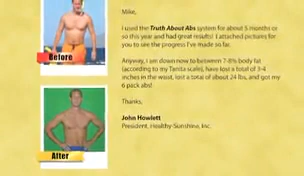 Mike,
I used the Truth About Abs system for about 5 months or
so this year and had great results! I attached pictures for
you to see the progress I've made so far.
Before
Anyway, I am down now to between 7-8% body fat
(according to my Tanita scale), have lost a total of 3-4
inches in the waist, lost a total of about 24 lbs, and got my
6 pack abs!
Thanks,
John Howlett
President, Healthy-Sunshine, Inc.
After